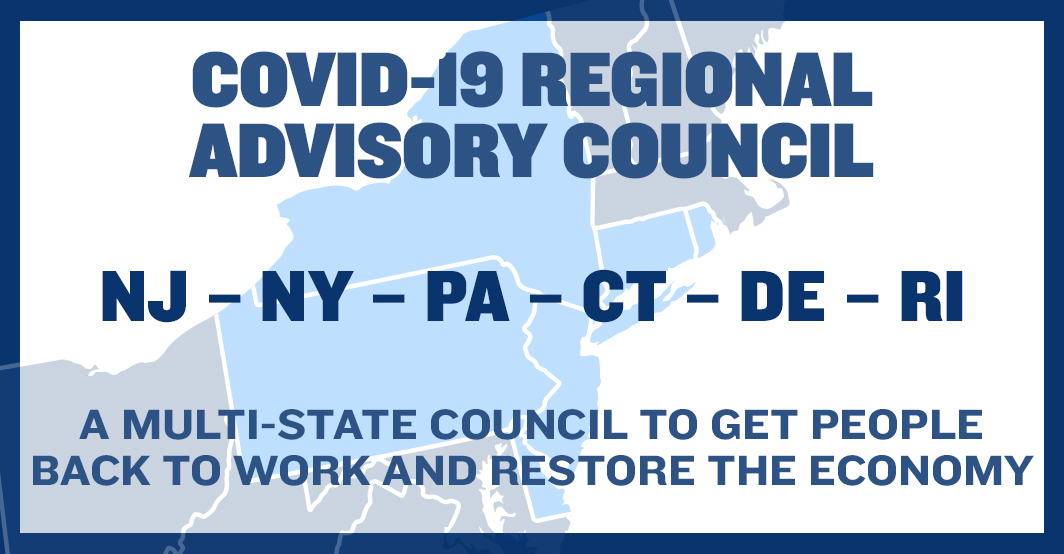 COVID-19 REGIONAL
ADVISORY COUNCIL
NJ – NY – PA – CT – DE – RI
A MULTI-STATE COUNCIL TO GET PEOPLE
BACK TO WORK AND RESTORE THE ECONOMY